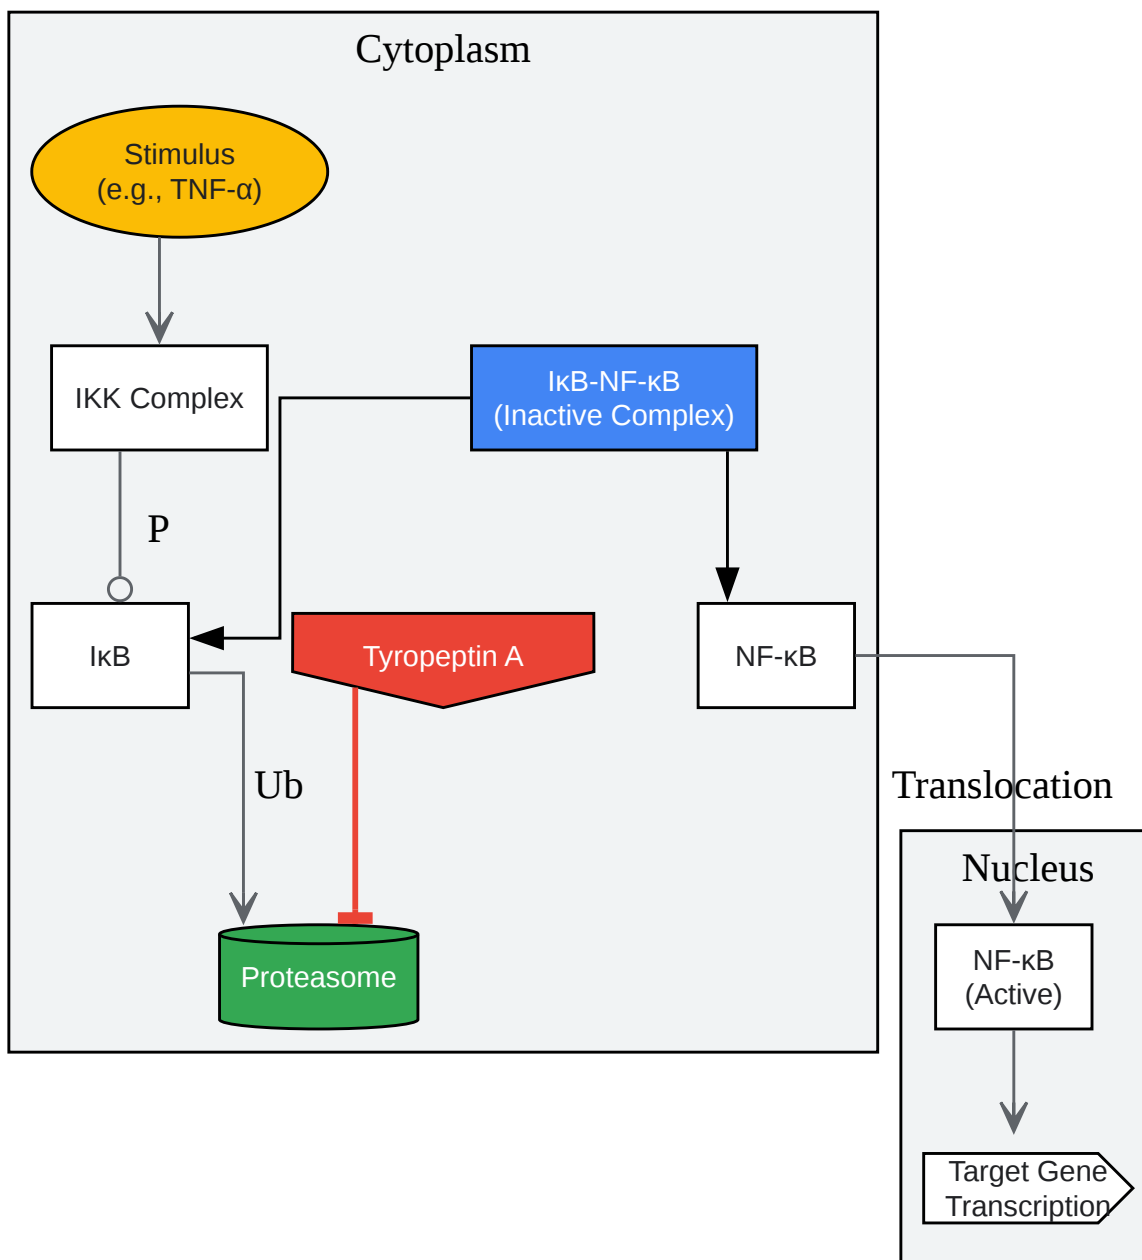 Cytoplasm
Stimulus
(e.g., TNF-α)
IKK Complex
IκB-NF-κB
(Inactive Complex)
P
IκB
Tyropeptin A
NF-κB
Ub
Translocation
Nucleus
Proteasome
NF-κB
(Active)
Target Gene
Transcription